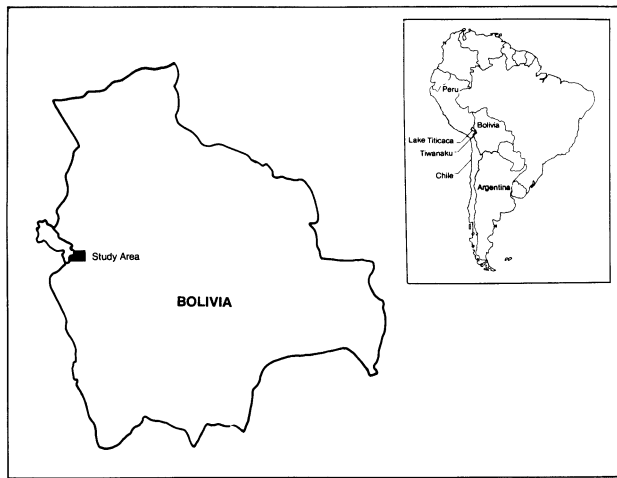 Study Area
BOLIVIA
Peru
Bolivia
Lake Titicaca
Tiwanaku
Chile
Argentina